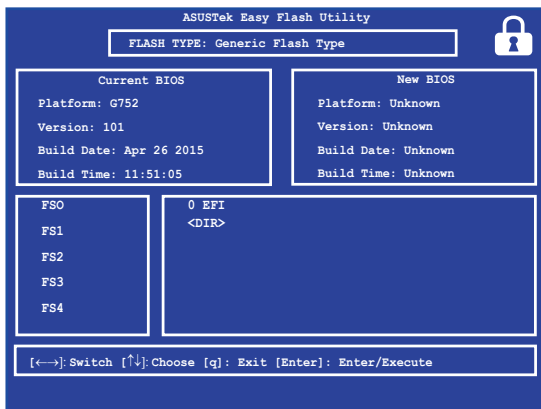 ASUSTek Easy Flash Utility
FLASH TYPE: Generic Flash Type
Current BIOS
Platform: G752
Version: 101
Build Date: Apr 26 2015
Build Time: 11:51:05
New BIOS
Platform: Unknown
Version: Unknown
Build Date: Unknown
Build Time: Unknown
FSO
FS1
FS2
FS3
FS4
0 EFI
<DIR>
[←→]: Switch [↑↓]: Choose [q]: Exit [Enter]: Enter/Execute